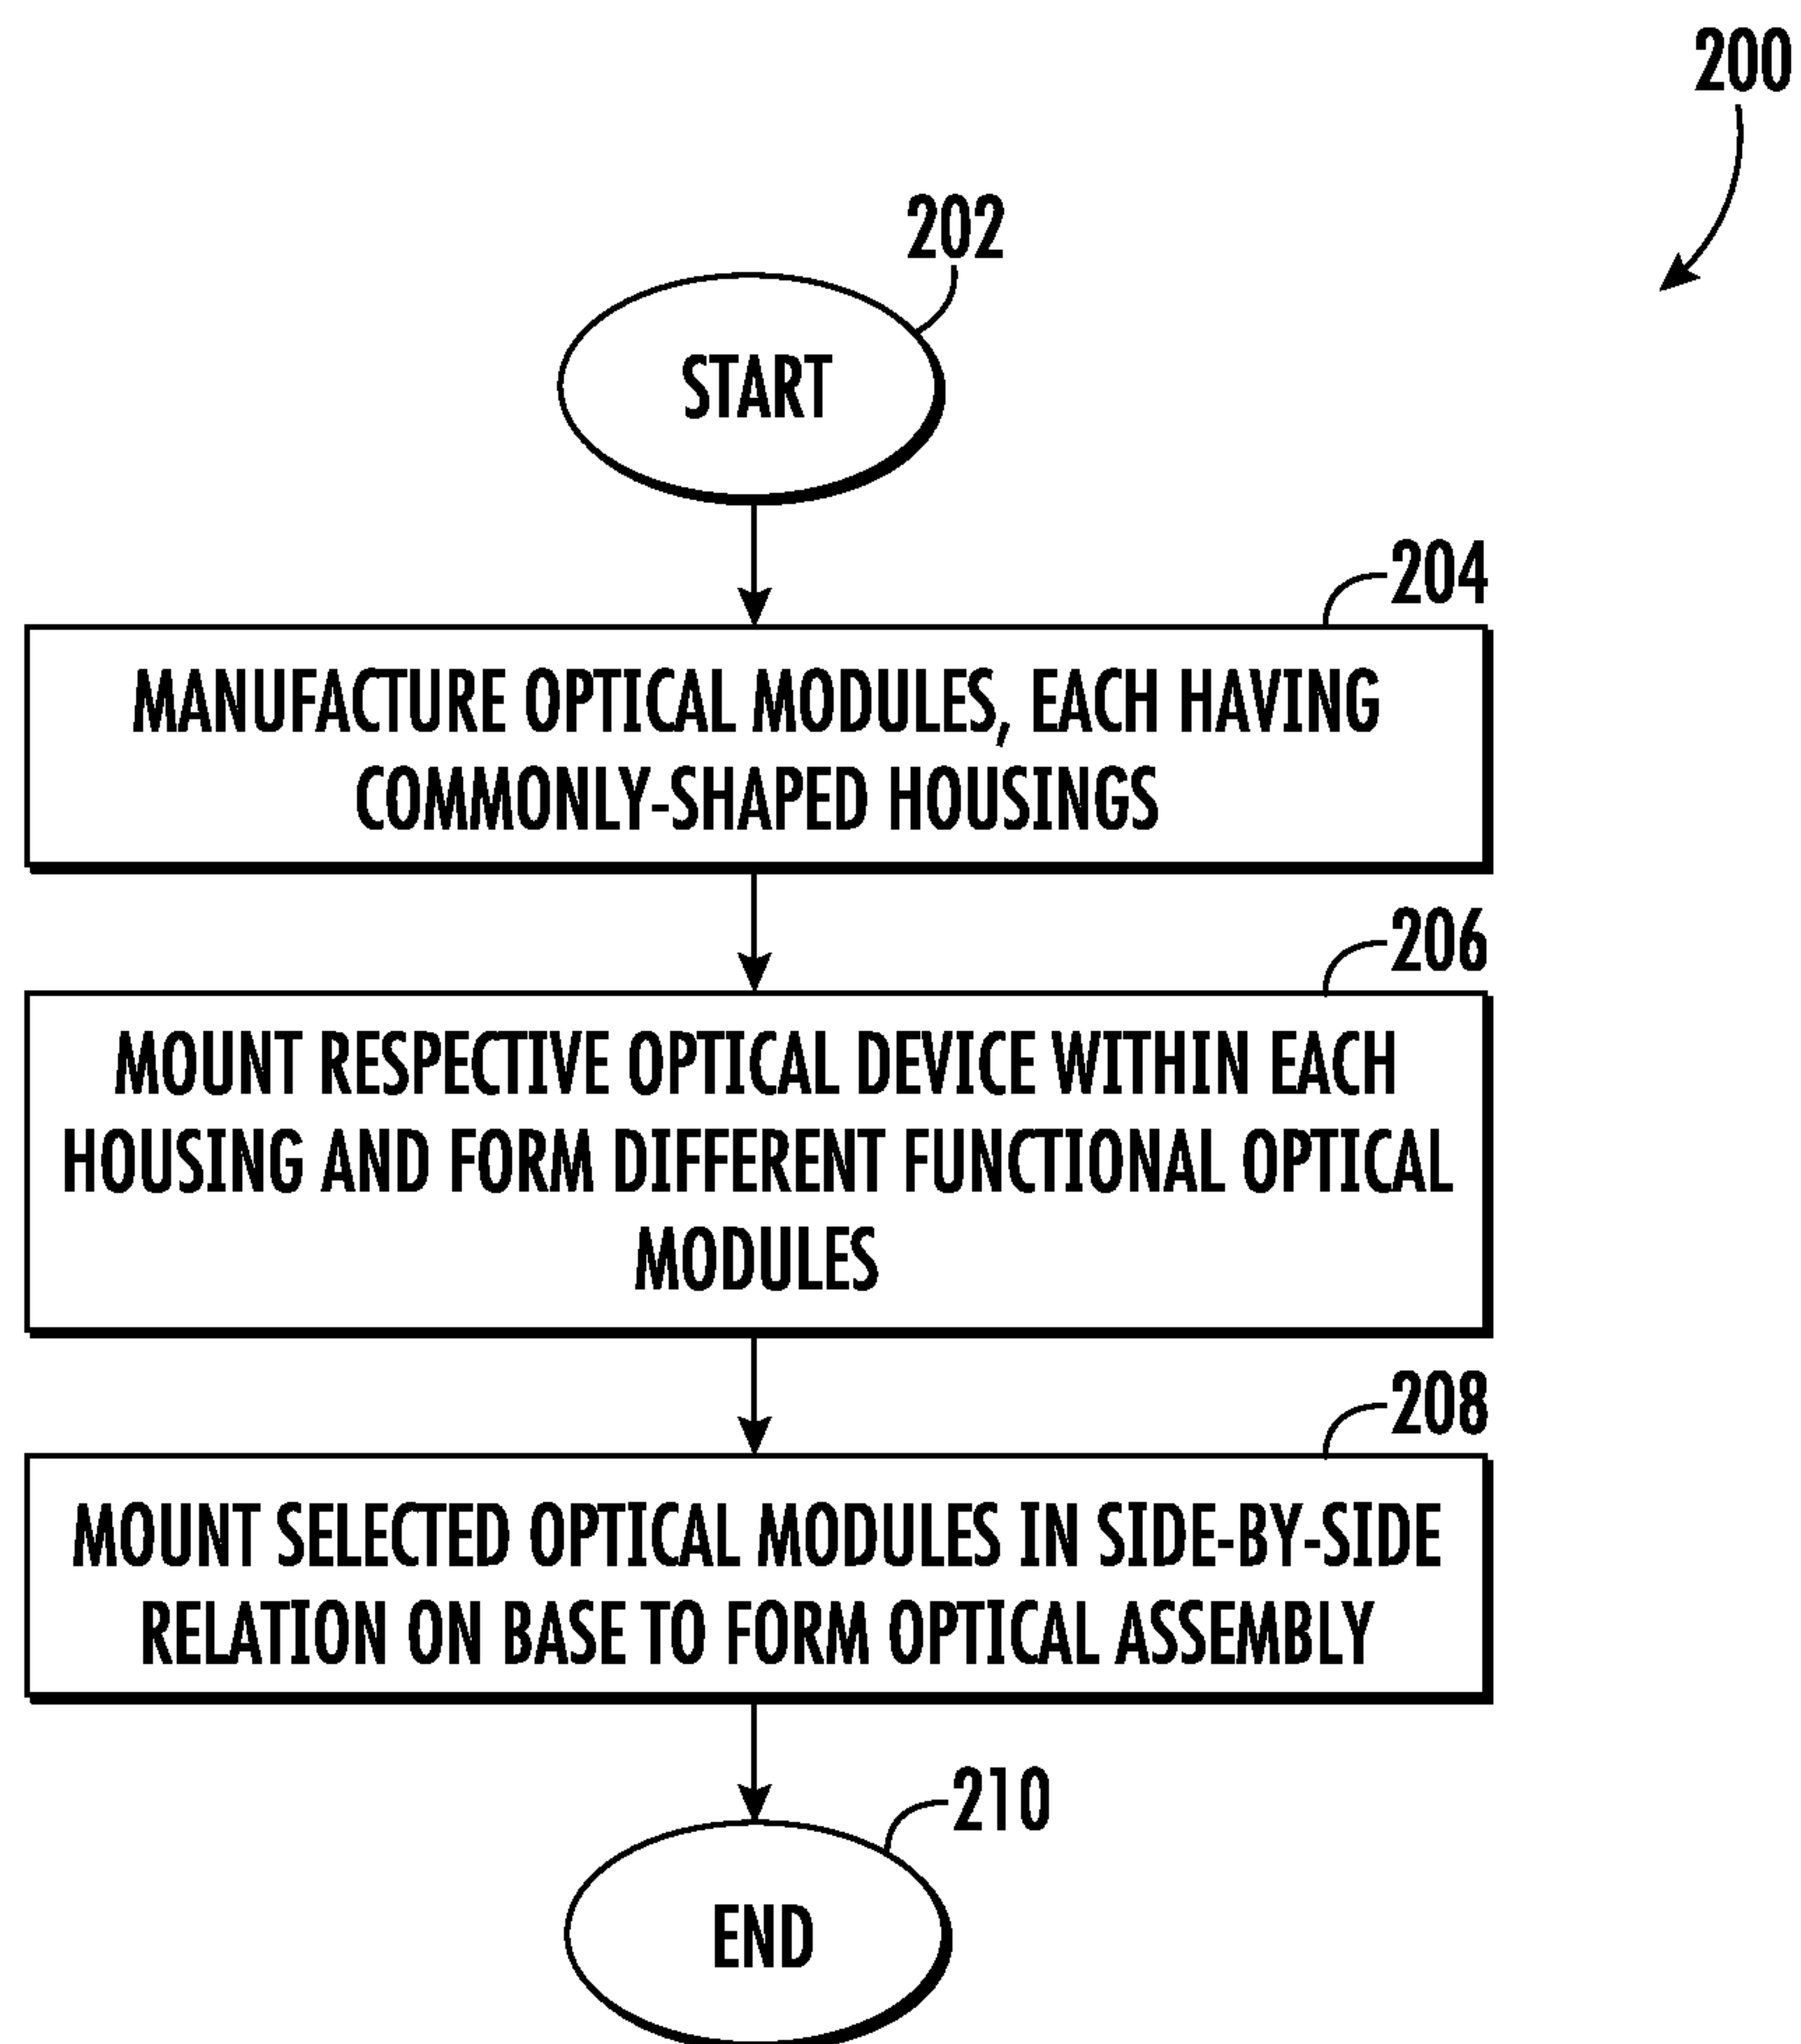 200
202
START
204
MANUFACTURE OPTICAL MODULES, EACH HAVING
COMMONLY-SHAPED HOUSINGS
206
MOUNT RESPECTIVE OPTICAL DEVICE WITHIN EACH
HOUSING AND FORM DIFFERENT FUNCTIONAL OPTICAL
MODULES
208
MOUNT SELECTED OPTICAL MODULES IN SIDE-BY-SIDE
RELATION ON BASE TO FORM OPTICAL ASSEMBLY
210
END